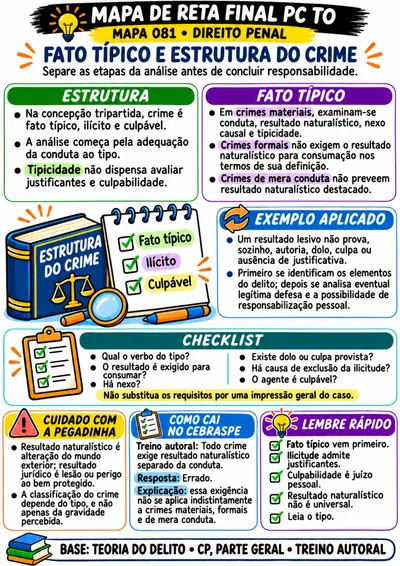 MAPA DE RETA FINAL PC TO
MAPA 081 • DIREITO PENAL
FATO TÍPICO E ESTRUTURA DO CRIME
Separe as etapas da análise antes de concluir responsabilidade.
ESTRUTURA
• Na concepção tripartida, crime é
fato típico, ilícito e culpável.
• A análise começa pela adequação
da conduta ao tipo.
• Tipicidade não dispensa avaliar
justificantes e culpabilidade.
FATO TÍPICO
• Em crimes materiais, examinam-se
conduta, resultado naturalístico, nexo
causal e tipicidade.
• Crimes formais não exigem o resultado
naturalístico para consumação nos
termos de sua definição.
• Crimes de mera conduta não preveem
resultado naturalístico destacado.
ESTRUTURA
DO CRIME
Fato típico
Ilícito
Culpável
EXEMPLO APLICADO
• Um resultado lesivo não prova,
sozinho, autoria, dolo, culpa ou
ausência de justificativa.
• Primeiro se identificam os elementos
do delito; depois se analisa eventual
legítima defesa e a possibilidade de
responsabilização pessoal.
CHECKLIST
• Qual o verbo do tipo?
• O resultado é exigido para
consumar?
• Há nexo?
• Existe dolo ou culpa provista?
• Há causa de exclusão da ilicitude?
• O agente é culpável?
Não substitua os requisitos por uma impressão geral do caso.
CUIDADO COM
A PEGADINHA
• Resultado naturalístico é
alteração do mundo
exterior; resultado
jurídico é lesão ou perigo
ao bem protegido.
• A classificação do crime
depende do tipo, e não
apenas da gravidade
percebida.
COMO CAI
NO CEBRASPE
Treino autoral: Todo crime
exige resultado naturalístico
separado da conduta.
Resposta: Errado.
Explicação: essa exigência
não se aplica indistintamente
a crimes materiais, formais
e de mera conduta.
LEMBRE RÁPIDO
Fato típico vem primeiro.
Ilicitude admite
justificantes.
Culpabilidade é juízo
pessoal.
Resultado naturalístico
não é universal.
Leia o tipo.
BASE: TEORIA DO DELITO • CP, PARTE GERAL • TREINO AUTORAL